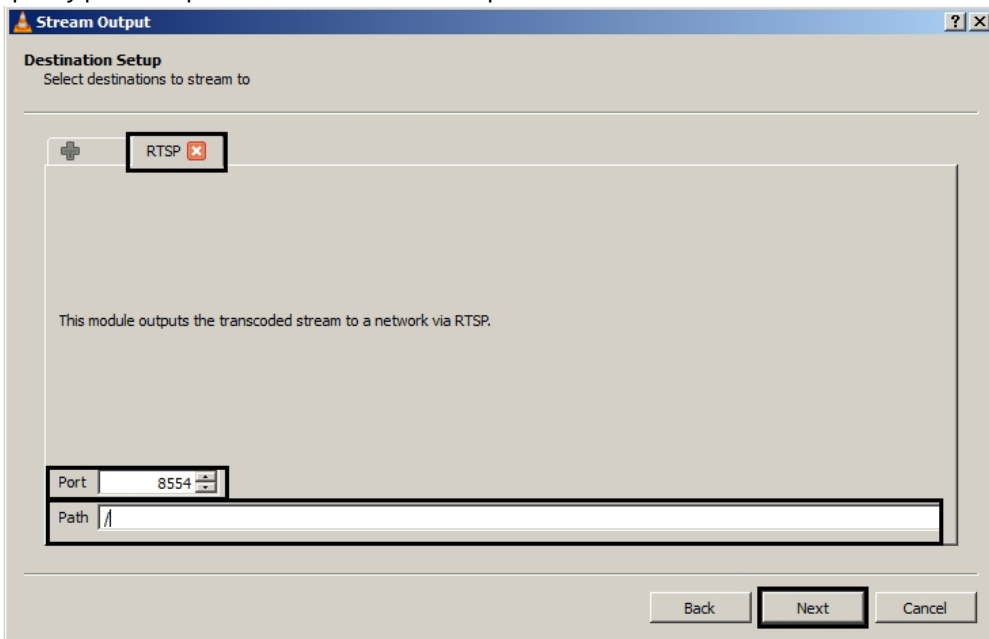 Stream Output
Destination Setup
Select destinations to stream to
RTSP
This module outputs the transcoded stream to a network via RTSP.
Port 8554
Path /
Back Next Cancel